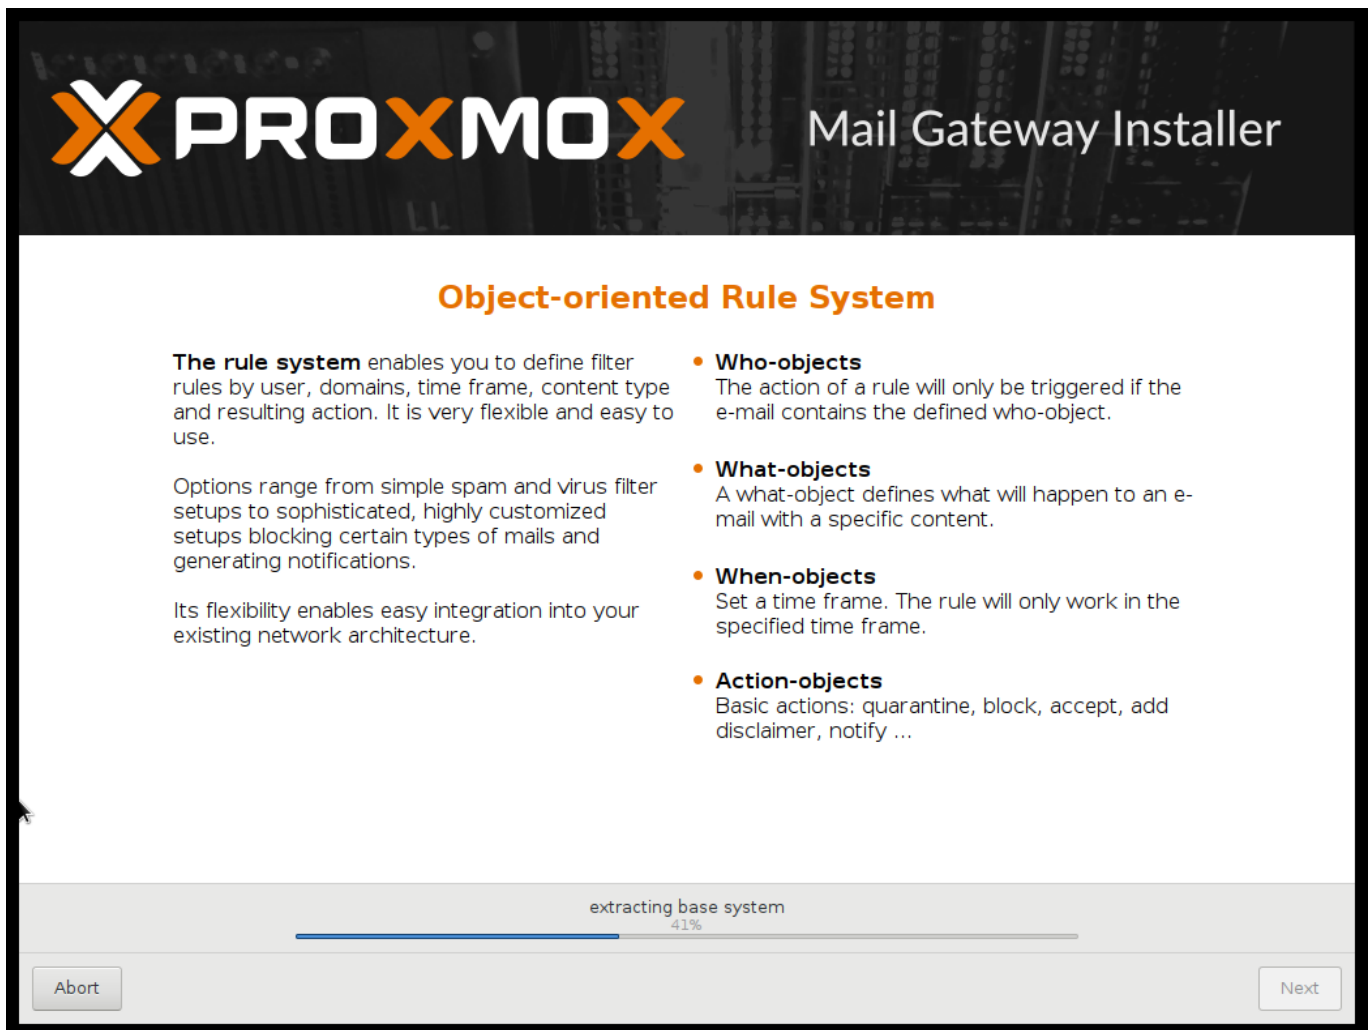 PROXMOX
Mail Gateway Installer
Object-oriented Rule System
The rule system enables you to define filter
rules by user, domains, time frame, content type
and resulting action. It is very flexible and easy to
use.
Options range from simple spam and virus filter
setups to sophisticated, highly customized
setups blocking certain types of mails and
generating notifications.
Its flexibility enables easy integration into your
existing network architecture.
• Who-objects
The action of a rule will only be triggered if the
e-mail contains the defined who-object.
• What-objects
A what-object defines what will happen to an e-
mail with a specific content.
• When-objects
Set a time frame. The rule will only work in the
specified time frame.
• Action-objects
Basic actions: quarantine, block, accept, add
disclaimer, notify ...
extracting base system
41%
Abort
Next